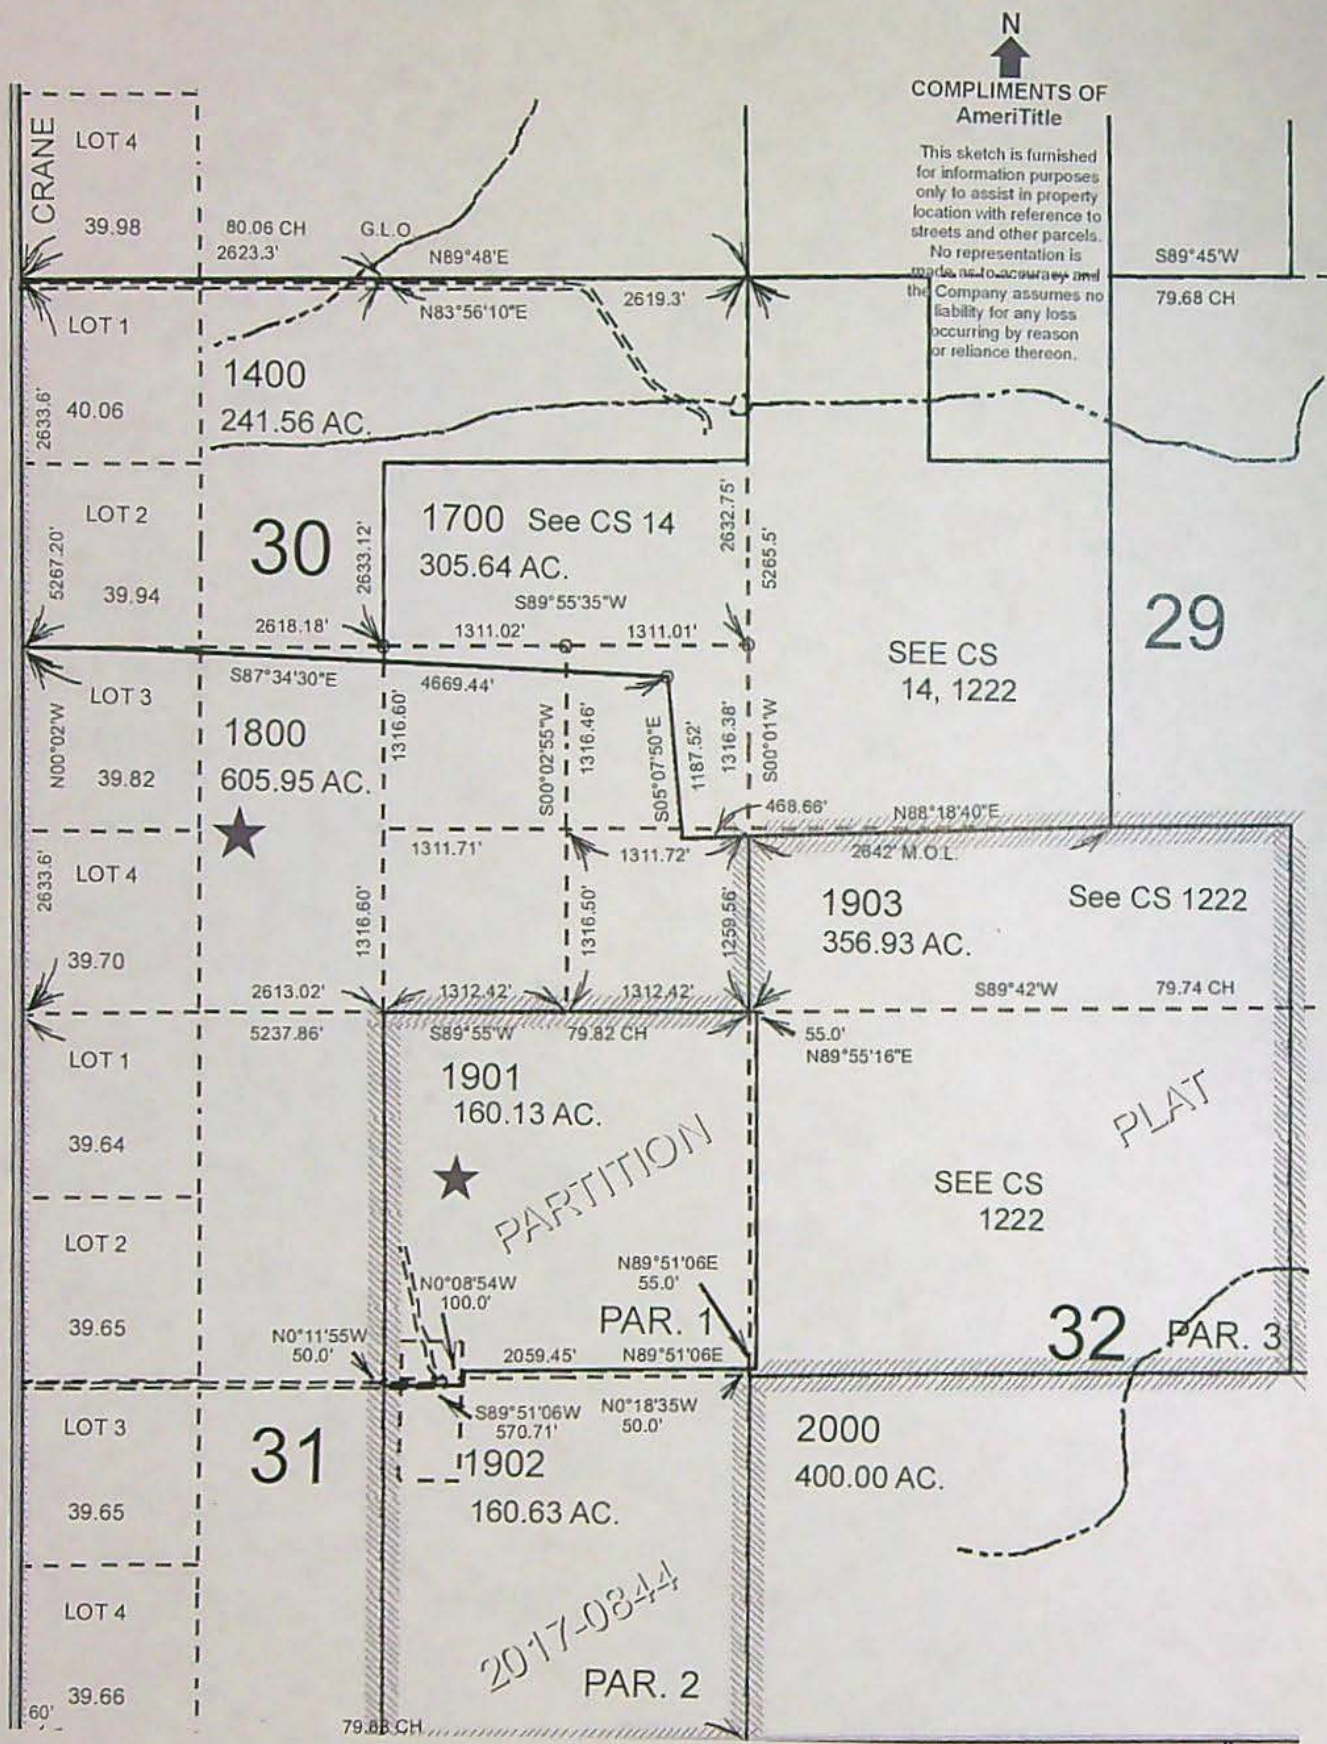 N
COMPLIMENTS OF
AmeriTitle
This sketch is furnished
for information purposes
only to assist in property
location with reference to
streets and other parcels.
No representation is
made as to accuracy and
the Company assumes no
liability for any loss
occurring by reason
or reliance thereon.
CRANE
LOT 4
39.98
80.06 CH
G.L.O.
2623.3'
N89°48'E
S89°45'W
N83°56'10"E
2619.3'
79.68 CH
LOT 1
40.06
2633.6'
1400
241.56 AC.
LOT 2
39.94
5267.20'
30
2633.12'
1700 See CS 14
305.64 AC.
2632.75'
5265.5'
29
S89°55'35"W
2618.18'
1311.02'
1311.01'
SEE CS
14, 1222
S87°34'30"E
4669.44'
LOT 3
39.82
N00°02'W
1800
605.95 AC.
1316.60'
S00°02'55"W
1316.46'
S05°07'50"E
1187.52'
1316.38'
S00°01'W
468.66'
N88°18'40"E
2642' M.O.L.
1311.71'
1311.72'
LOT 4
39.70
2633.6'
1316.60'
1316.50'
1259.56'
1903
356.93 AC.
See CS 1222
2613.02'
1312.42'
1312.42'
S89°42'W
79.74 CH
5237.86'
S89°55'W
79.82 CH
55.0'
N89°55'16"E
LOT 1
39.64
1901
160.13 AC.
PARTITION
PLAT
SEE CS
1222
LOT 2
39.65
N0°08'54W
100.0'
N89°51'06E
55.0'
PAR. 1
32
PAR. 3
N0°11'55W
50.0'
2059.45'
N89°51'06E
LOT 3
39.65
31
S89°51'06W
570.71'
N0°18'35W
50.0'
1902
160.63 AC.
2000
400.00 AC.
LOT 4
39.66
2017-0844
PAR. 2
60'
79.83 CH